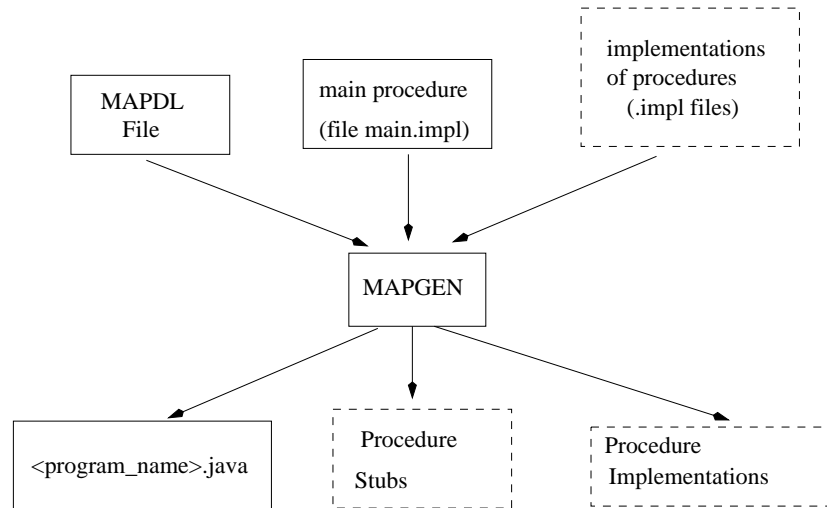 MAPDL
File
main procedure
(file main.impl)
implementations
of procedures
(.impl files)
MAPGEN
<program_name>.java
Procedure
Stubs
Procedure
Implementations